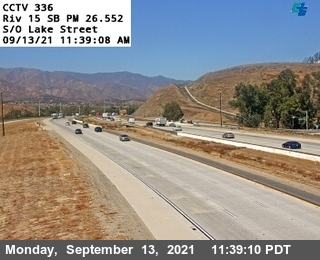 CCTV 336
Riv 15 SB PM 26.552
S/O Lake Street
09/13/21 11:39:08 AM
Monday, September 13, 2021 11:39:10 PDT